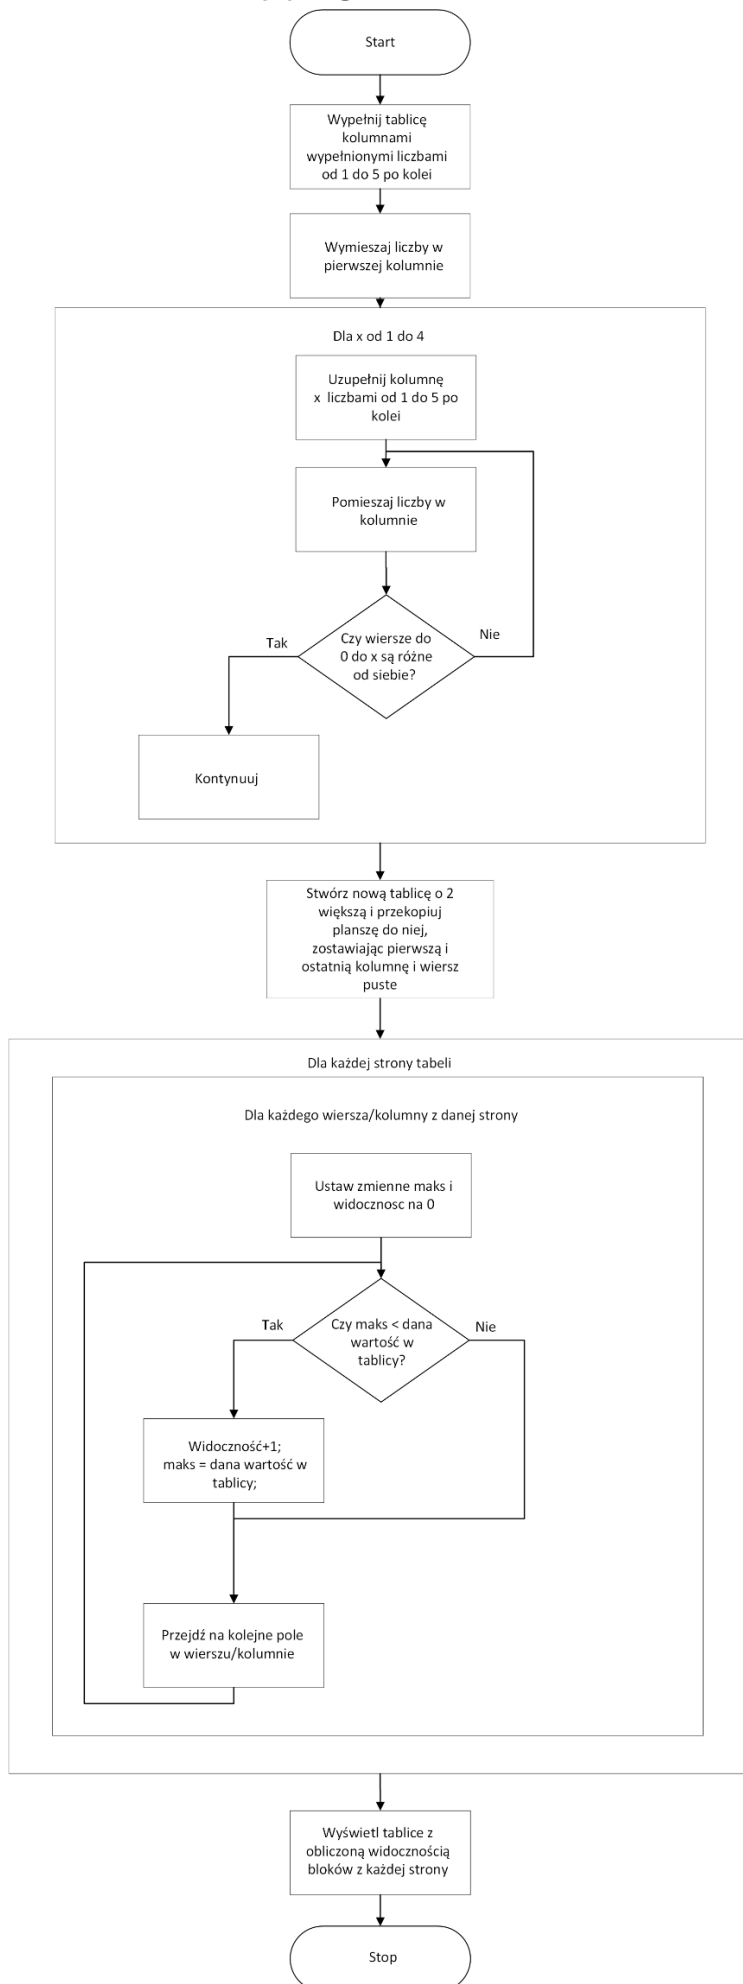 Start
Wypełnij tablicę
kolumnami
wypełnionymi liczbami
od 1 do 5 po kolei
Wymieszaj liczby w
pierwszej kolumnie
Dla x od 1 do 4
Uzupełnij kolumnę
x liczbami od 1 do 5 po
kolei
Pomieszaj liczby w
kolumnie
Czy wiersze do
0 do x są różne
od siebie?
Tak
Nie
Kontynuuj
Stwórz nową tablicę o 2
większą i przekopiuj
planszę do niej,
zostawiając pierwszą i
ostatnią kolumnę i wiersz
puste
Dla każdej strony tabeli
Dla każdego wiersza/kolumny z danej strony
Ustaw zmienne maks i
widocznosc na 0
Czy maks < dana
wartość w
tablicy?
Tak
Nie
Widoczność+1;
maks = dana wartość w
tablicy;
Przejdź na kolejne pole
w wierszu/kolumnie
Wyświetl tablice z
obliczoną widocznością
bloków z każdej strony
Stop